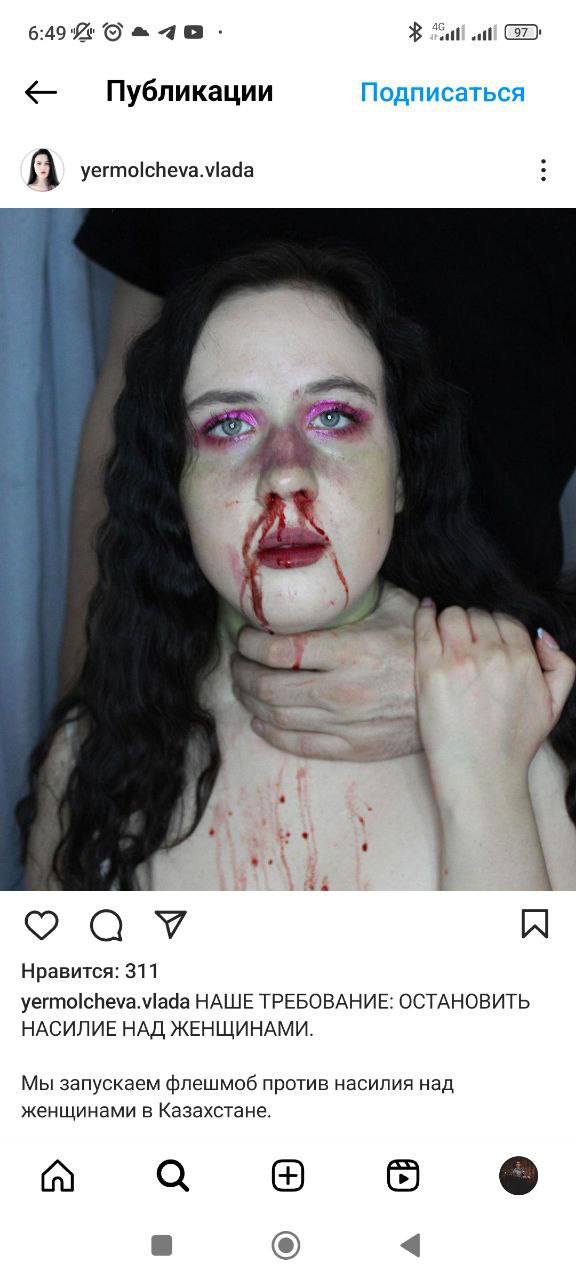 6:49
4G
97
Публикации
Подписаться
yermolcheva.vlada
Нравится: 311
yermolcheva.vlada НАШЕ ТРЕБОВАНИЕ: ОСТАНОВИТЬ
НАСИЛИЕ НАД ЖЕНЩИНАМИ.
Мы запускаем флешмоб против насилия над
женщинами в Казахстане.